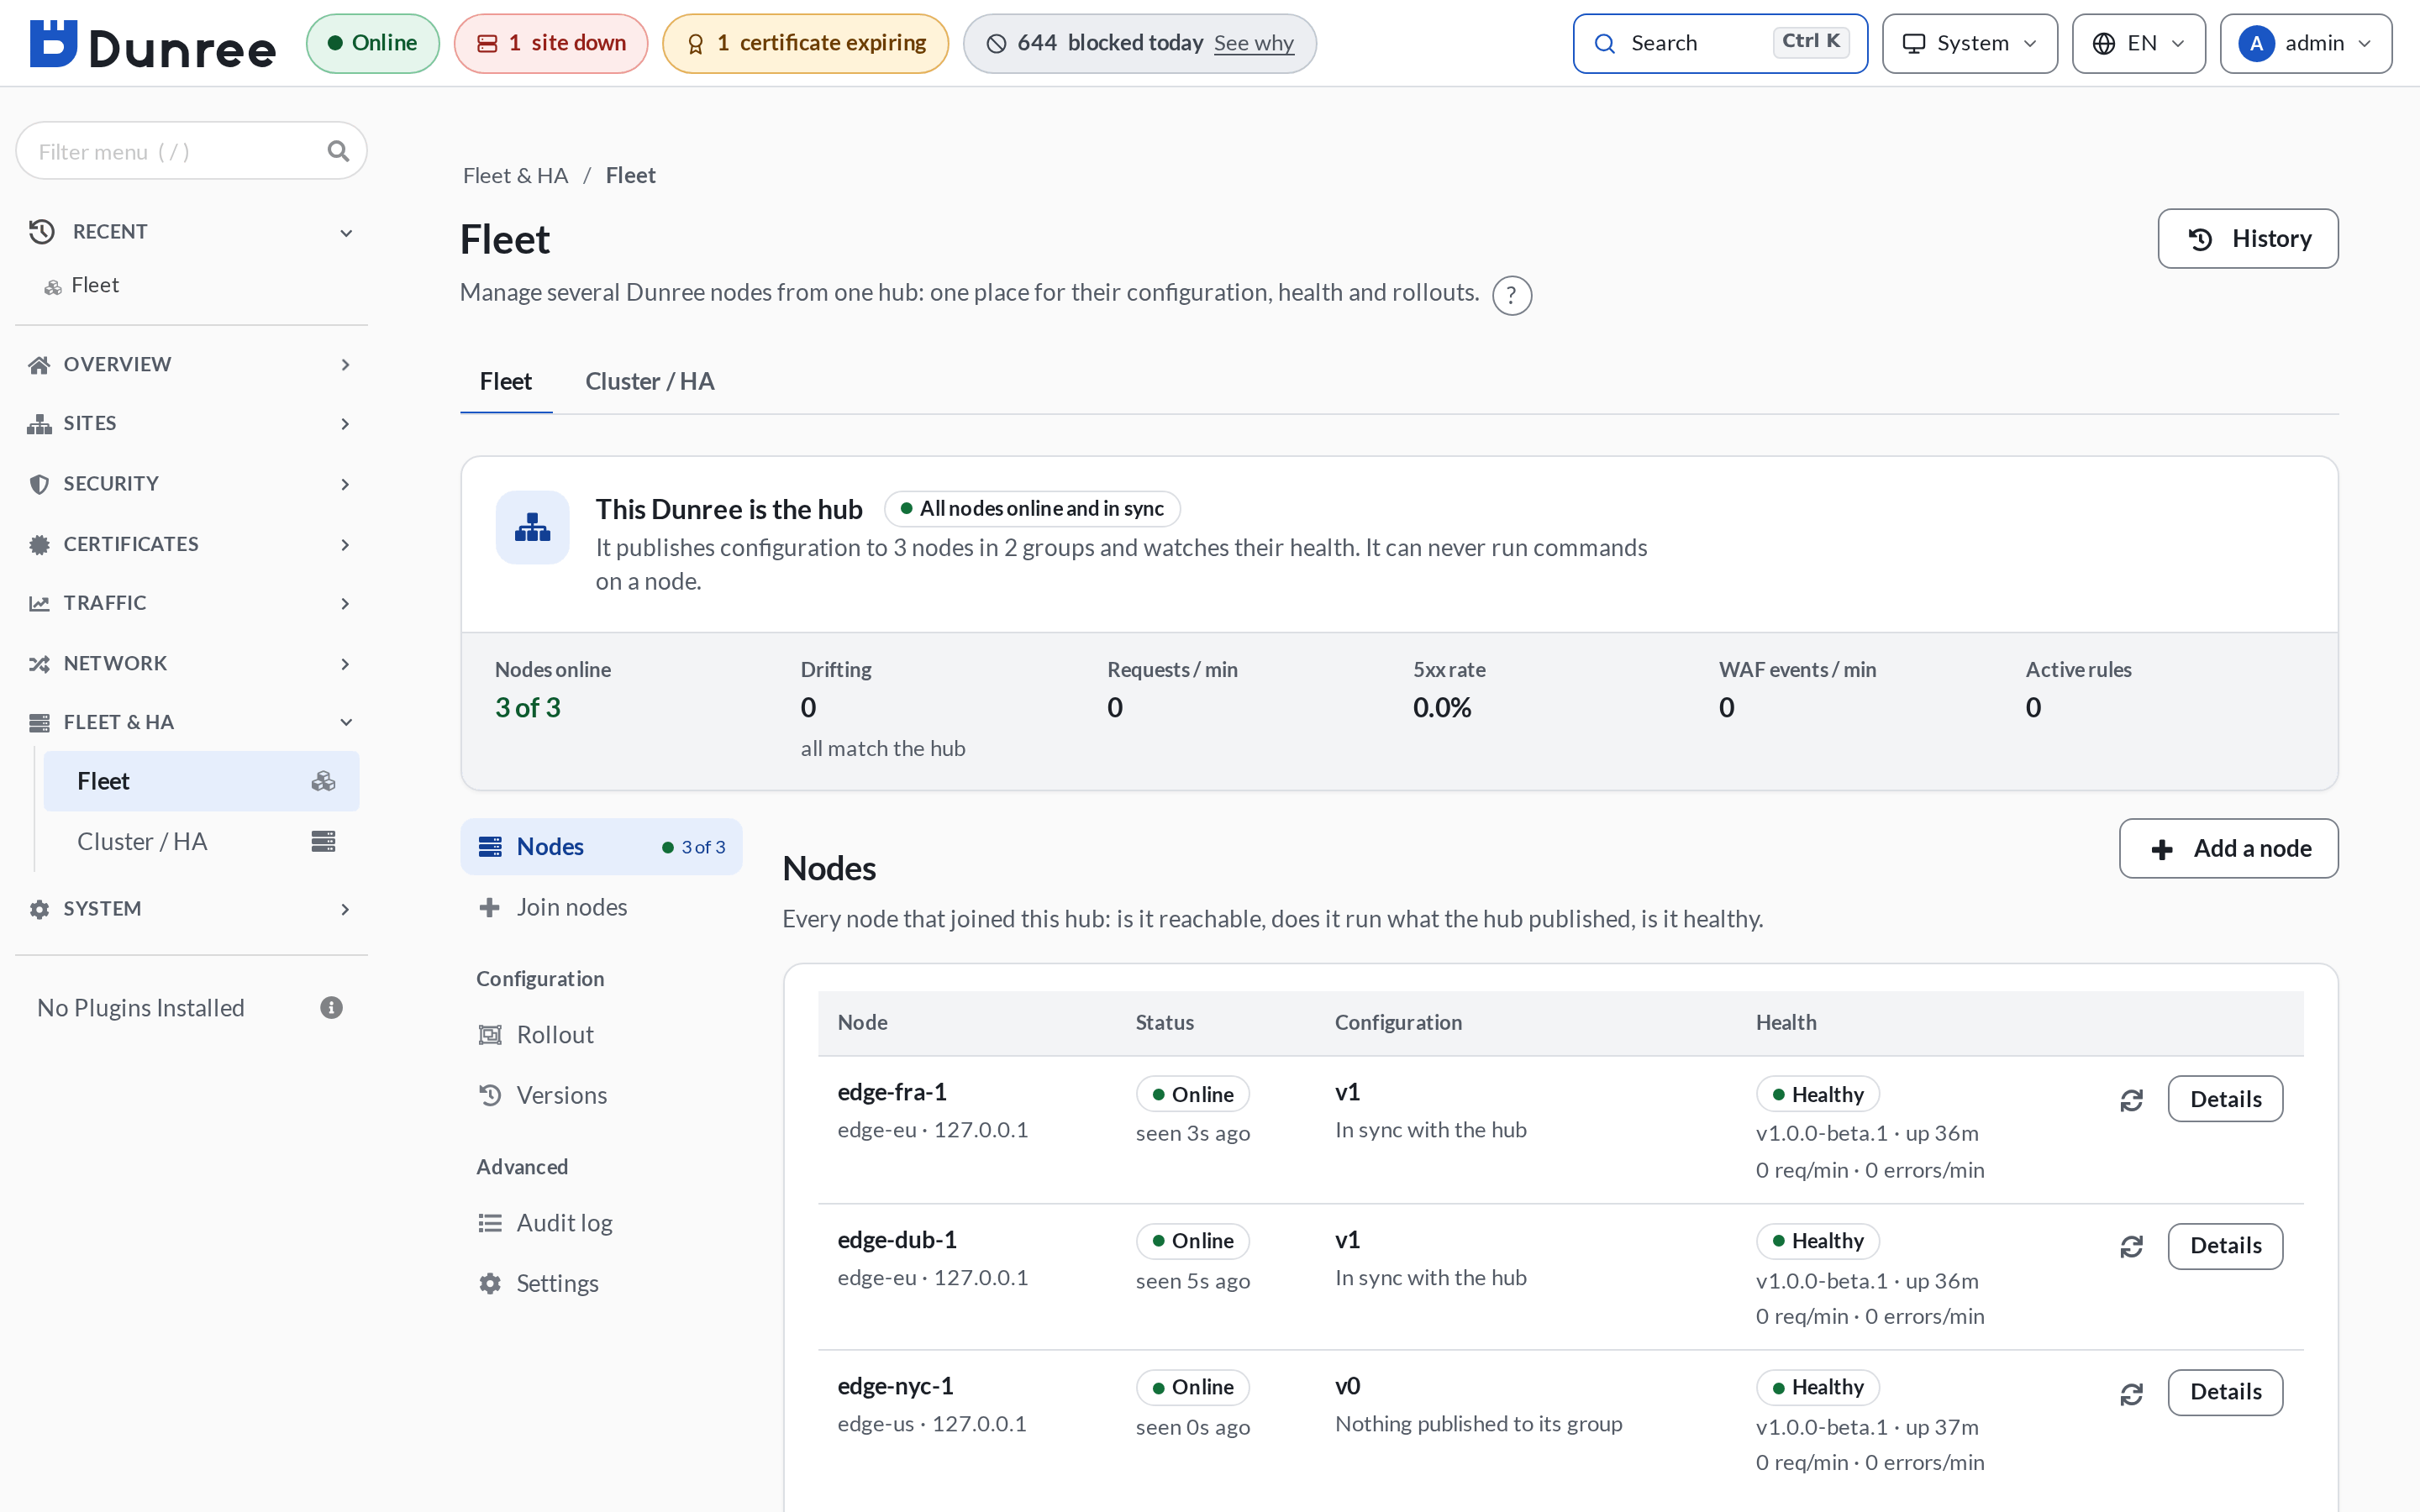 Dunree
Online
1 site down
1 certificate expiring
644 blocked today See why
Search Ctrl K
System
EN
A admin
Filter menu ( / )
RECENT
Fleet
OVERVIEW
SITES
SECURITY
CERTIFICATES
TRAFFIC
NETWORK
FLEET & HA
Fleet
Cluster / HA
SYSTEM
No Plugins Installed
Fleet & HA / Fleet
Fleet
History
Manage several Dunree nodes from one hub: one place for their configuration, health and rollouts. ?
Fleet Cluster / HA
This Dunree is the hub All nodes online and in sync
It publishes configuration to 3 nodes in 2 groups and watches their health. It can never run commands
on a node.
Nodes online Drifting Requests / min 5xx rate WAF events / min Active rules
3 of 3 0 0 0.0% 0 0
all match the hub
Nodes 3 of 3
Join nodes
Configuration
Rollout
Versions
Advanced
Audit log
Settings
Nodes
Add a node
Every node that joined this hub: is it reachable, does it run what the hub published, is it healthy.
Node Status Configuration Health
edge-fra-1 Online v1 Healthy Details
edge-eu · 127.0.0.1 seen 3s ago In sync with the hub v1.0.0-beta.1 · up 36m
0 req/min · 0 errors/min
edge-dub-1 Online v1 Healthy Details
edge-eu · 127.0.0.1 seen 5s ago In sync with the hub v1.0.0-beta.1 · up 36m
0 req/min · 0 errors/min
edge-nyc-1 Online v0 Healthy Details
edge-us · 127.0.0.1 seen 0s ago Nothing published to its group v1.0.0-beta.1 · up 37m
0 req/min · 0 errors/min